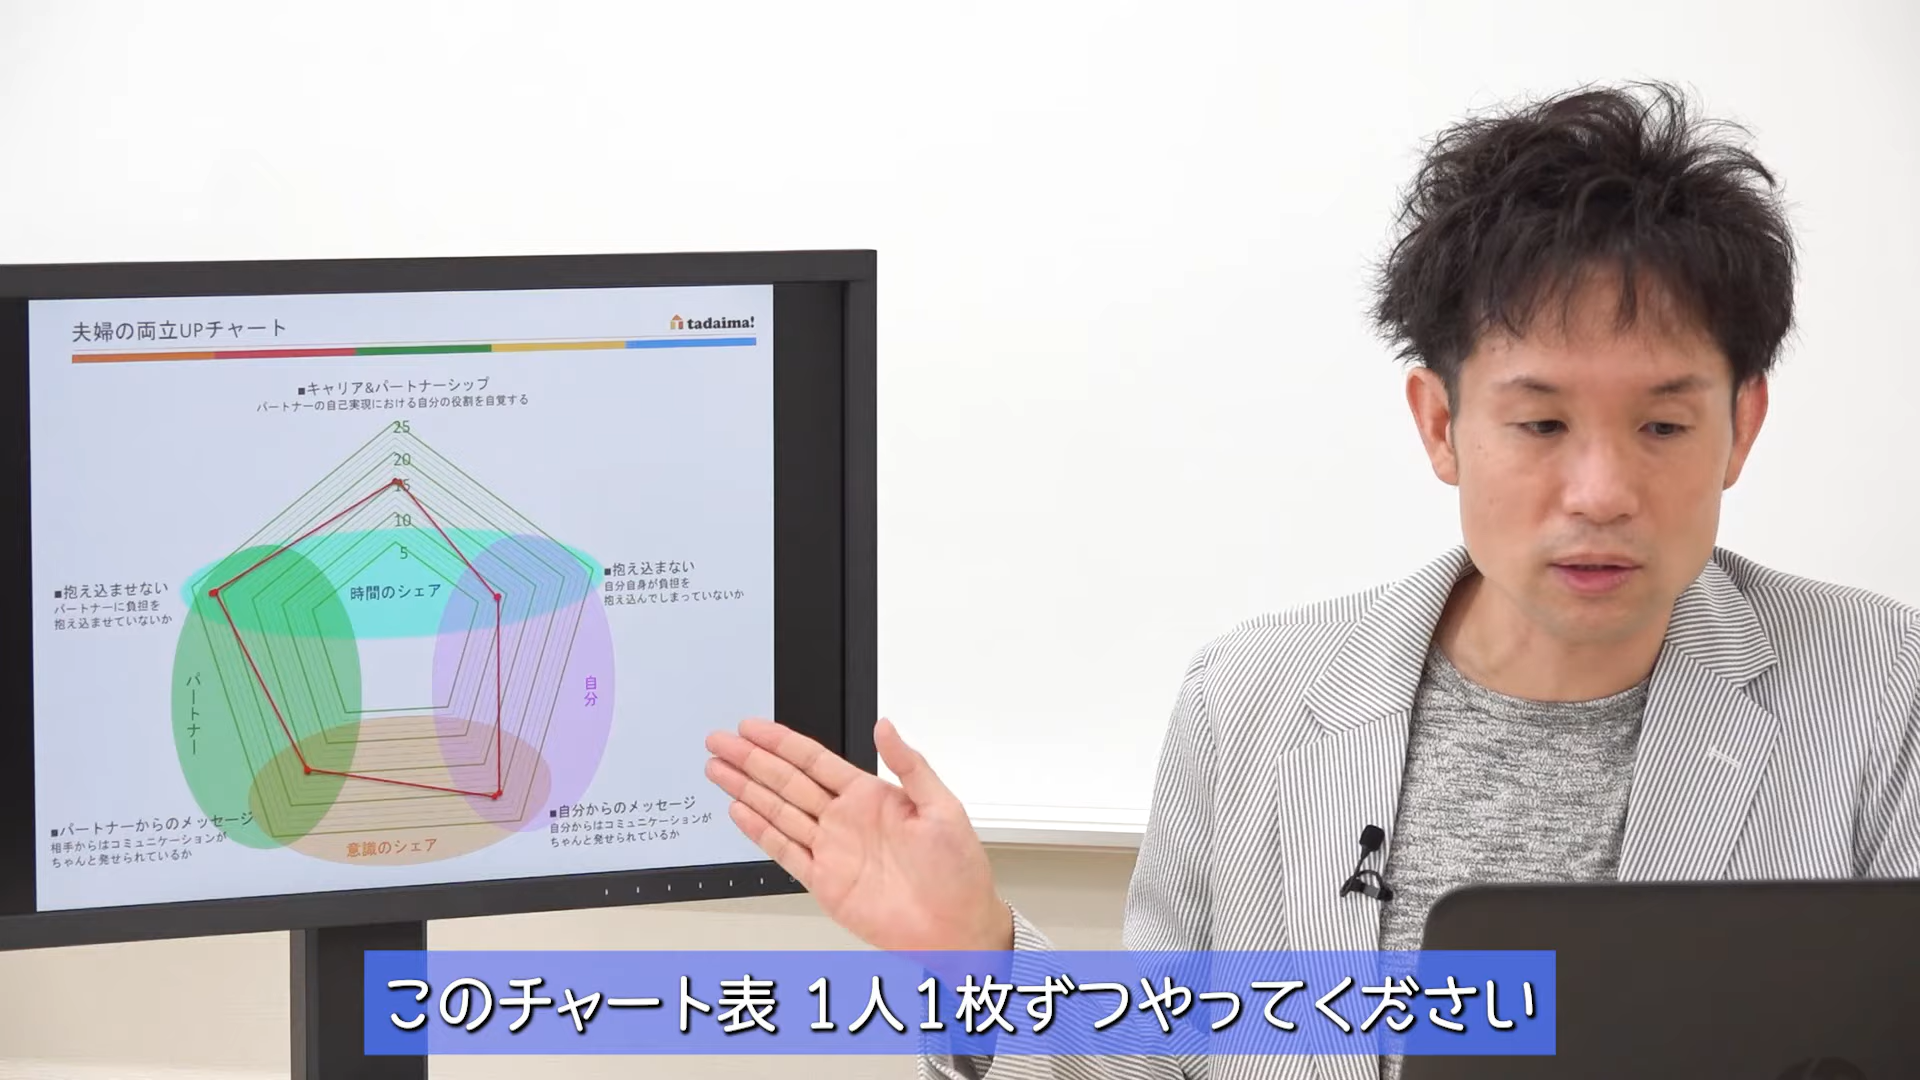 夫婦の両立UPチャート
tadaima!
■キャリア&パートナーシップ
パートナーの自己実現における自分の役割を自覚する
25
20
15
10
5
時間のシェア
■抱え込ませない
パートナーに負担を
抱え込ませていないか
■抱え込まない
自分自身が負担を
抱え込んでしまっていないか
パートナー
自分
■パートナーからのメッセージ
相手からはコミュニケーションが
ちゃんと発せられているか
■自分からのメッセージ
自分からはコミュニケーションが
ちゃんと発せられているか
意識のシェア
このチャート表 1人1枚ずつやってください